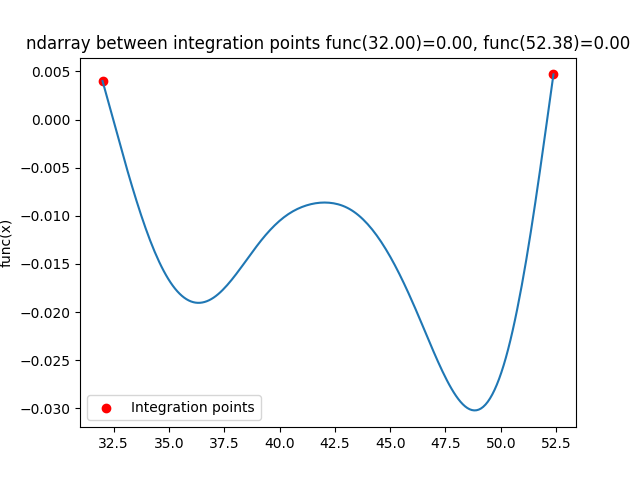 ndarray between integration points func(32.00)=0.00, func(52.38)=0.00
0.005
0.000
−0.005
−0.010
−0.015
−0.020
−0.025
−0.030
func(x)
Integration points
32.5 35.0 37.5 40.0 42.5 45.0 47.5 50.0 52.5